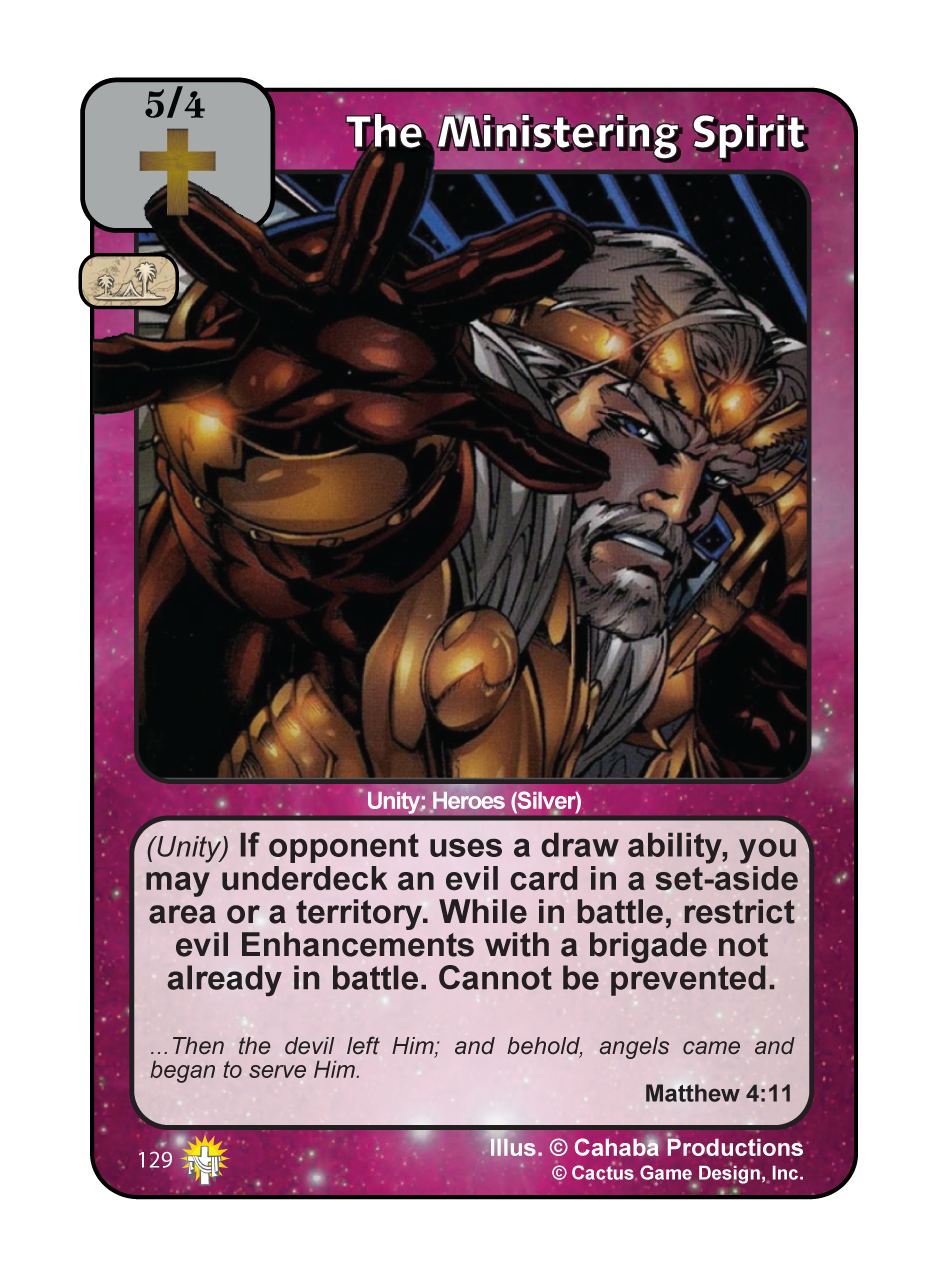 5/4
The Ministering Spirit
Unity: Heroes (Silver)
(Unity) If opponent uses a draw ability, you
may underdeck an evil card in a set-aside
area or a territory. While in battle, restrict
evil Enhancements with a brigade not
already in battle. Cannot be prevented.
...Then the devil left Him; and behold, angels came and
began to serve Him.
Matthew 4:11
129
Illus. © Cahaba Productions
© Cactus Game Design, Inc.